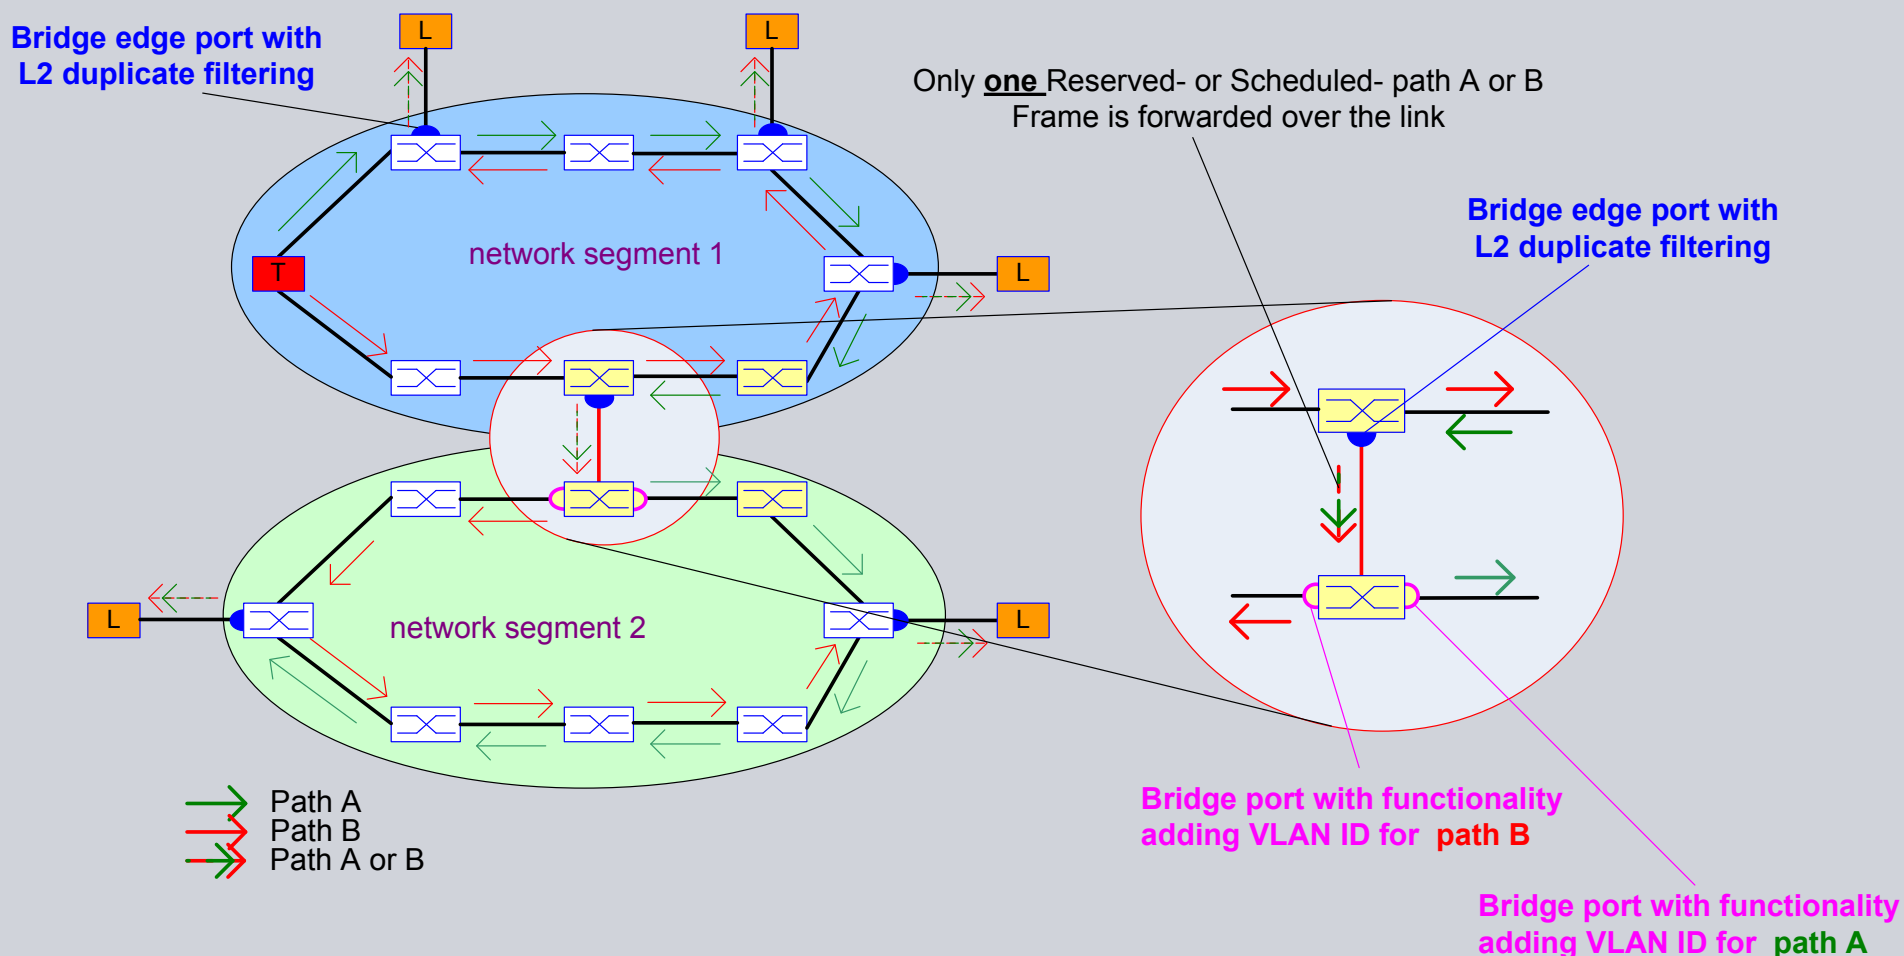 L
L
Bridge edge port with
L2 duplicate filtering
Only one Reserved- or Scheduled- path A or B
Frame is forwarded over the link
Bridge edge port with
L2 duplicate filtering
network segment 1
T
L
L
network segment 2
L
Path A
Path B
Path A or B
Bridge port with functionality
adding VLAN ID for path B
Bridge port with functionality
adding VLAN ID for path A